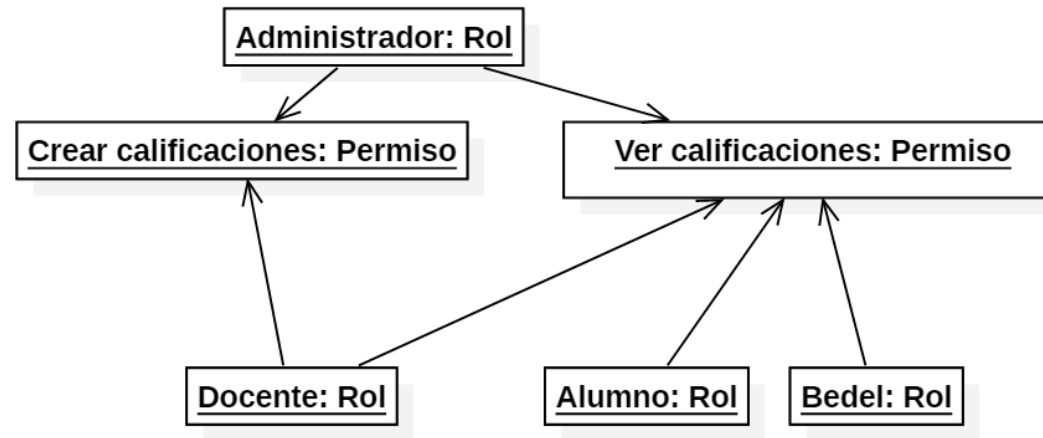 Administrador: Rol
Crear calificaciones: Permiso
Ver calificaciones: Permiso
Docente: Rol
Alumno: Rol
Bedel: Rol